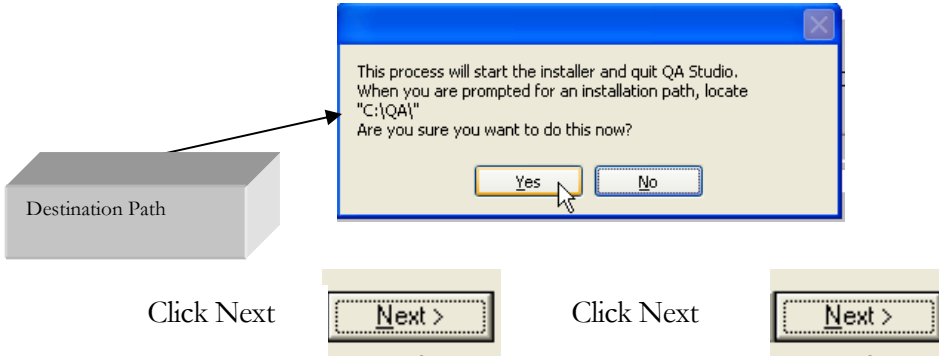 This process will start the installer and quit QA Studio.
When you are prompted for an installation path, locate
"C:\QA\"
Are you sure you want to do this now?
Yes No
Destination Path
Click Next Next > Click Next Next >